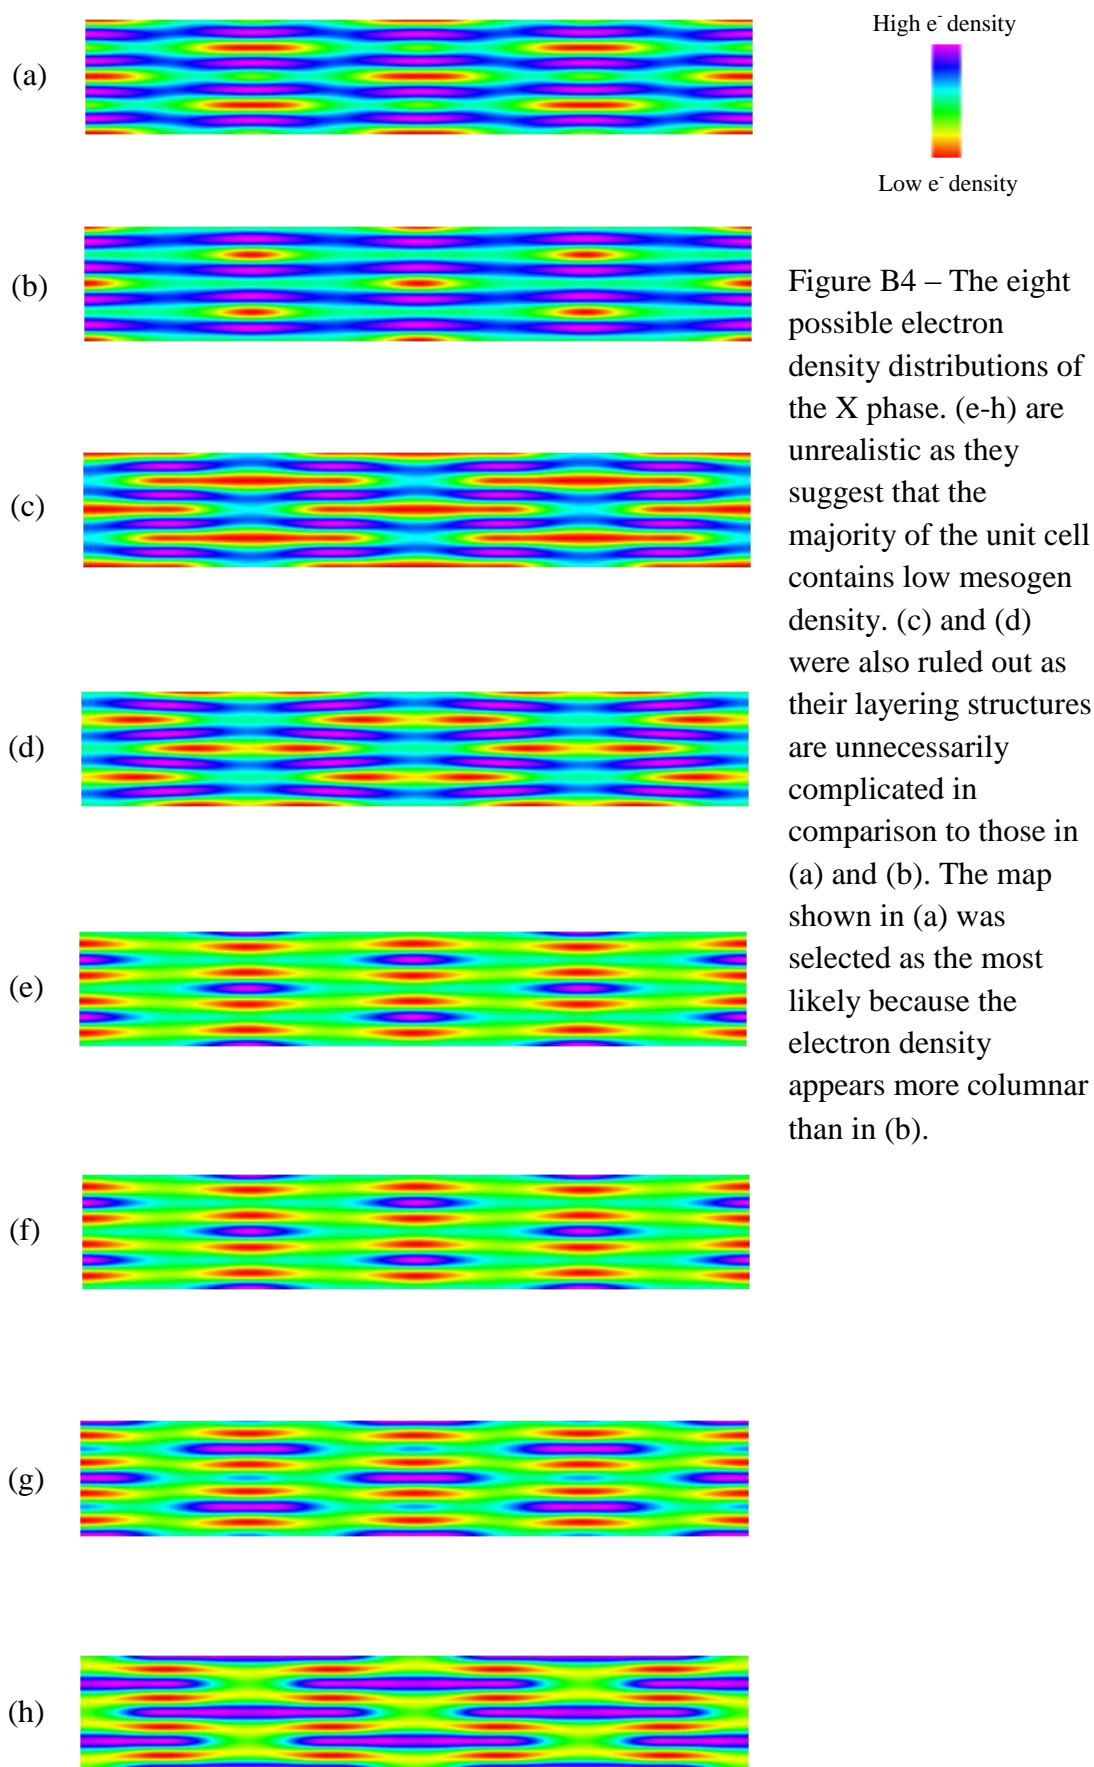 (a)
High e⁻ density
Low e⁻ density
(b)
Figure B4 – The eight
possible electron
density distributions of
the X phase. (e-h) are
unrealistic as they
suggest that the
majority of the unit cell
contains low mesogen
density. (c) and (d)
were also ruled out as
their layering structures
are unnecessarily
complicated in
comparison to those in
(a) and (b). The map
shown in (a) was
selected as the most
likely because the
electron density
appears more columnar
than in (b).
(c)
(d)
(e)
(f)
(g)
(h)